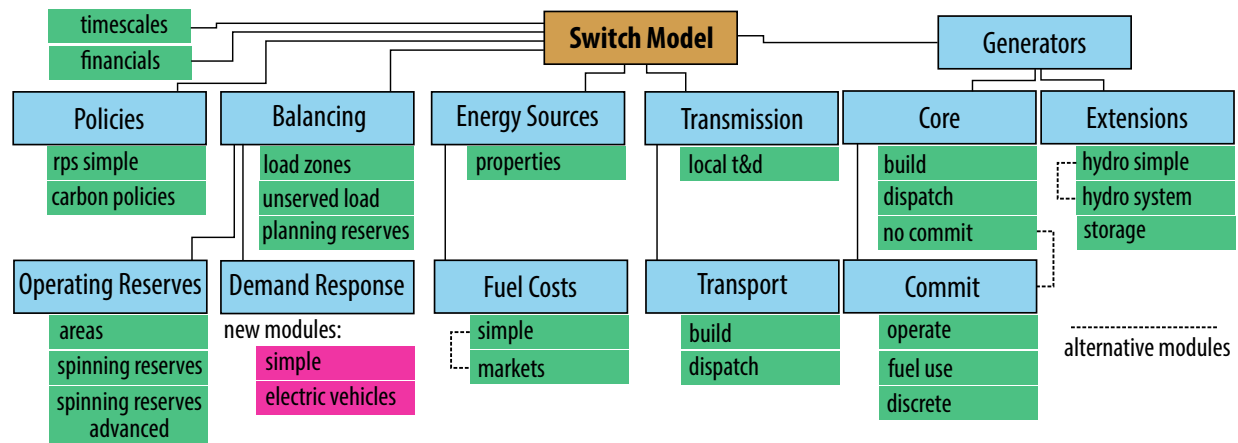 timescales
financials
Switch Model
Generators
Policies
rps simple
carbon policies
Balancing
load zones
unserved load
planning reserves
Energy Sources
properties
Transmission
local t&d
Core
build
dispatch
no commit
Extensions
hydro simple
hydro system
storage
Operating Reserves
areas
spinning reserves
spinning reserves
advanced
Demand Response
new modules:
simple
electric vehicles
Fuel Costs
simple
markets
Transport
build
dispatch
Commit
operate
fuel use
discrete
alternative modules